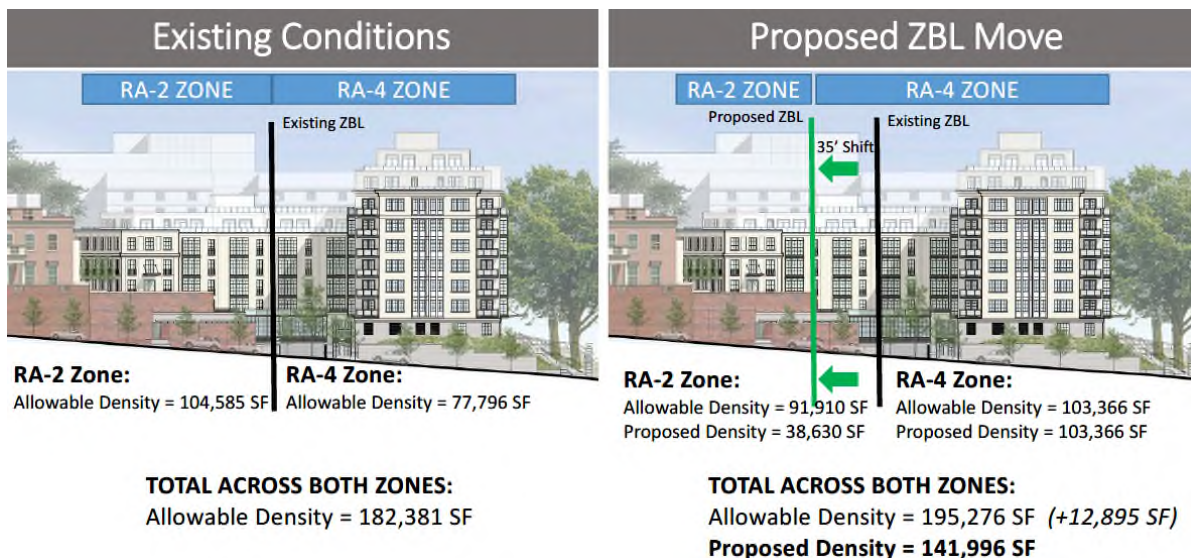 Existing Conditions
RA-2 ZONE
RA-4 ZONE
Existing ZBL
RA-2 Zone:
Allowable Density = 104,585 SF
RA-4 Zone:
Allowable Density = 77,796 SF
TOTAL ACROSS BOTH ZONES:
Allowable Density = 182,381 SF
Proposed ZBL Move
RA-2 ZONE
RA-4 ZONE
Proposed ZBL
Existing ZBL
35' Shift
RA-2 Zone:
Allowable Density = 91,910 SF
Proposed Density = 38,630 SF
RA-4 Zone:
Allowable Density = 103,366 SF
Proposed Density = 103,366 SF
TOTAL ACROSS BOTH ZONES:
Allowable Density = 195,276 SF (+12,895 SF)
Proposed Density = 141,996 SF